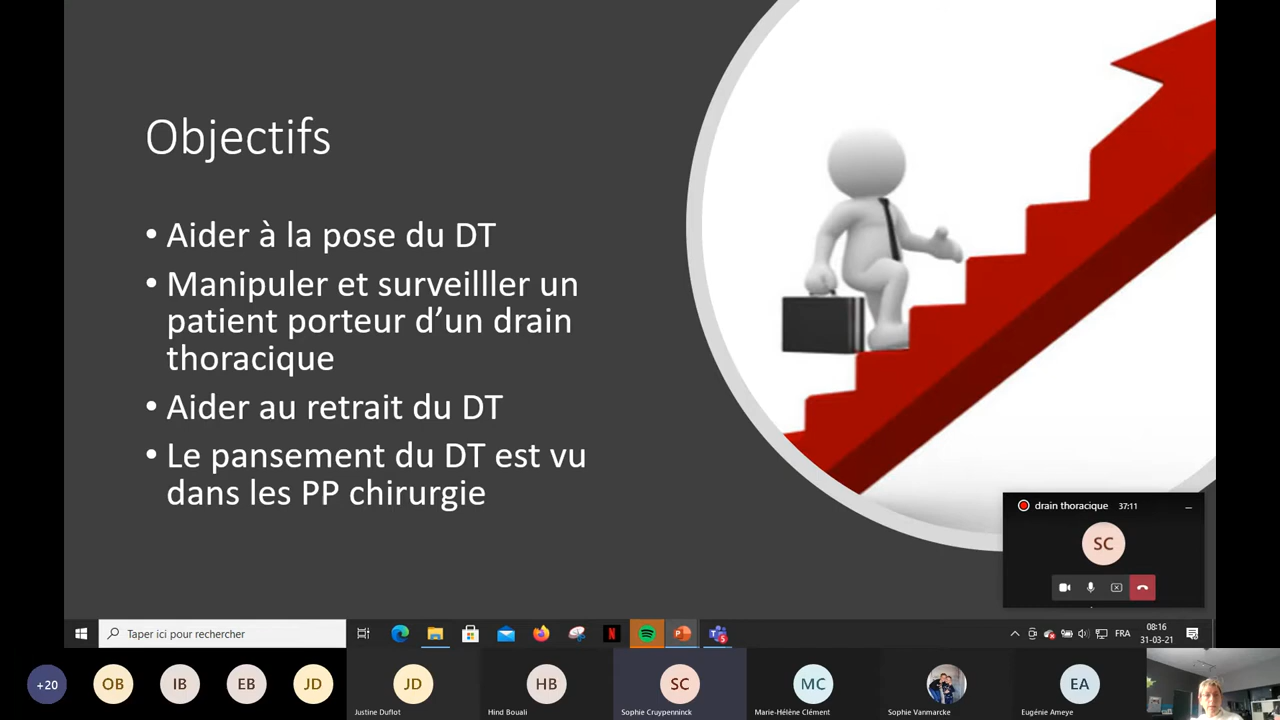 Objectifs
• Aider à la pose du DT
• Manipuler et surveilller un
patient porteur d’un drain
thoracique
• Aider au retrait du DT
• Le pansement du DT est vu
dans les PP chirurgie
drain thoracique 37:11
SC
Taper ici pour rechercher
N
FRA
08:16
31-03-21
+20
OB
IB
EB
JD
JD
Justine Duflot
HB
Hind Bouali
SC
Sophie Cruypenninck
MC
Marie-Hélène Clément
Sophie Vanmarcke
EA
Eugénie Ameye